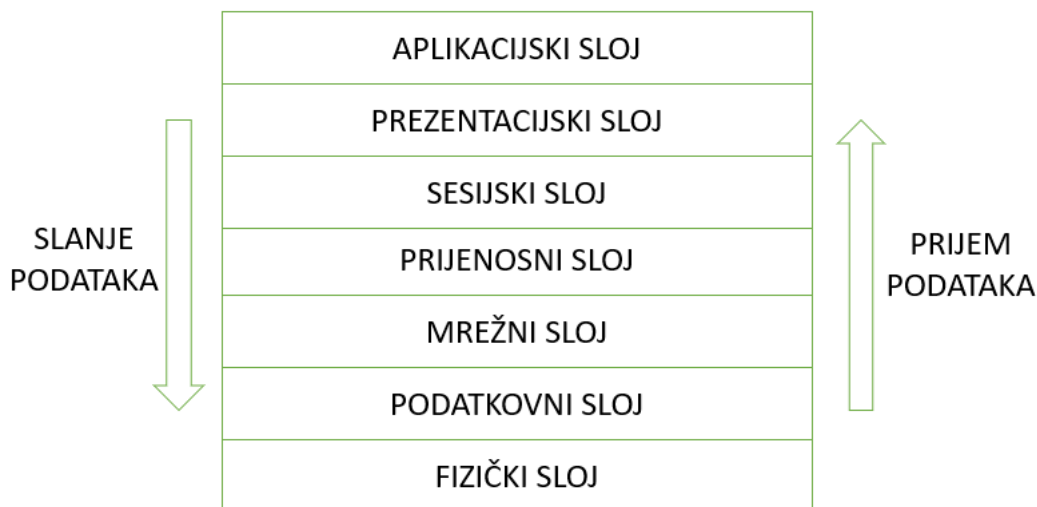 APLIKACIJSKI SLOJ
PREZENTACIJSKI SLOJ
SESIJSKI SLOJ
PRIJENOSNI SLOJ
MREŽNI SLOJ
PODATKOVNI SLOJ
FIZIČKI SLOJ
SLANJE
PODATAKA
PRIJEM
PODATAKA